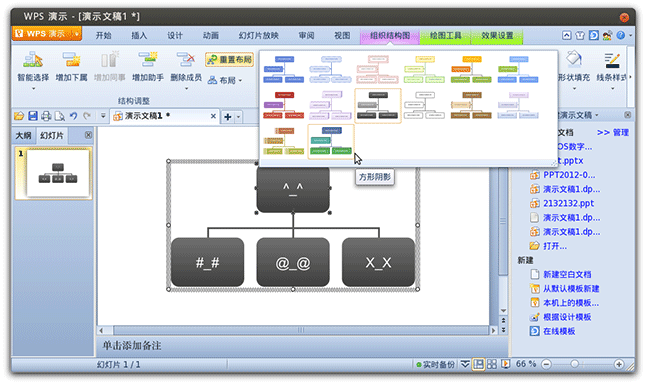 WPS 演示 - [演示文稿1 *]
WPS 演示
开始 插入 设计 动画 幻灯片放映 审阅 视图 组织结构图 绘图工具 效果设置
智能选择 增加下属 增加同事 增加助手 删除成员
重置布局
布局
形状填充 线条样式
结构调整
演示文稿1 *
大纲 幻灯片
1
方形阴影
^_^
#_# @_@ X_X
演示文稿1
文档 >> 管理
OS数字...
t.pptx
PPT2012-0...
演示文稿1.dp...
2132132.ppt
演示文稿1.dp...
演示文稿1.dp...
打开...
新建
新建空白文档
从默认模板新建
本机上的模板...
根据设计模板
在线模板
单击添加备注
幻灯片 1 / 1
实时备份
66 %